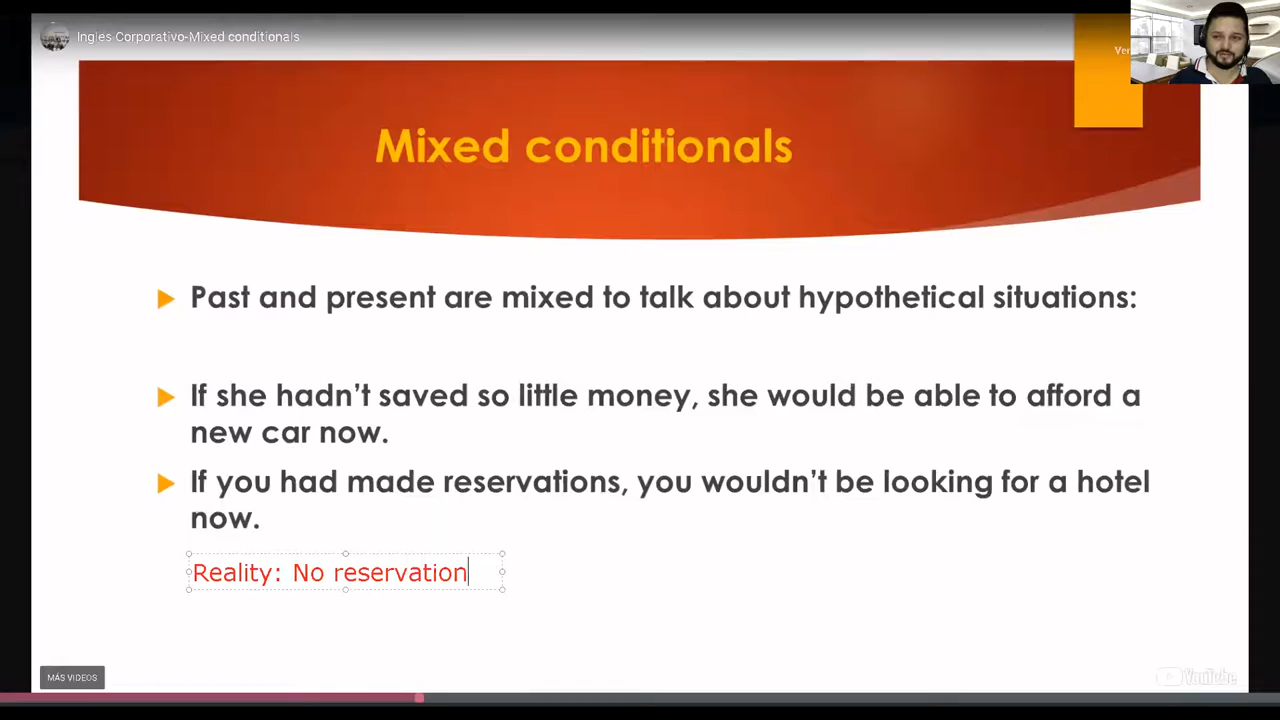 Ingles Corporativo-Mixed conditionals
Ver
Mixed conditionals
Past and present are mixed to talk about hypothetical situations:
If she hadn't saved so little money, she would be able to afford a
new car now.
If you had made reservations, you wouldn't be looking for a hotel
now.
Reality: No reservation
MÁS VIDEOS
YouTube